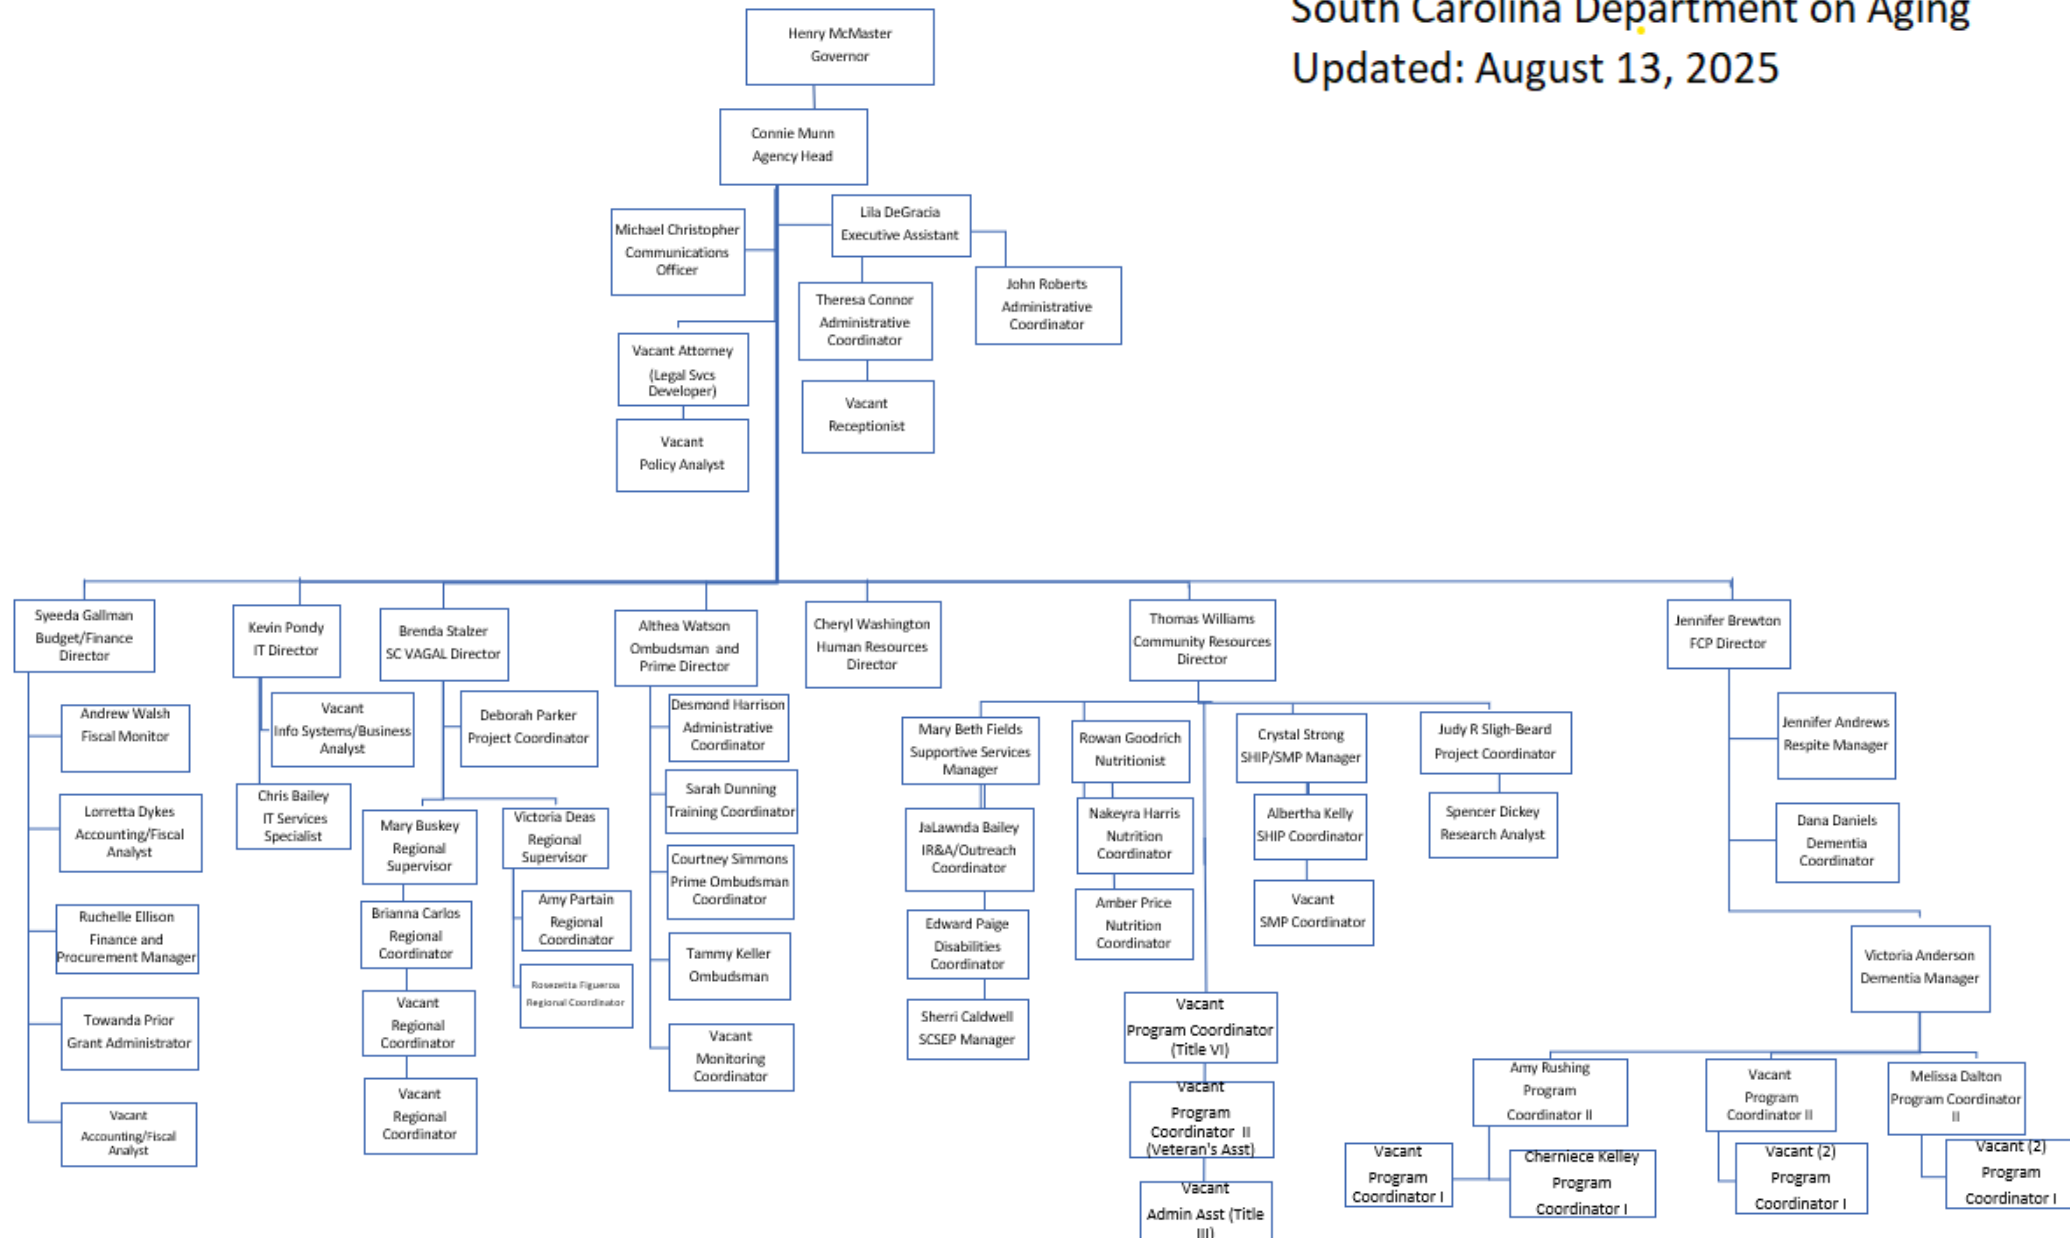 South Carolina Department on Aging
Updated: August 13, 2025
Henry McMaster
Governor
Connie Munn
Agency Head
Michael Christopher
Communications
Officer
Lila DeGracia
Executive Assistant
Theresa Connor
Administrative
Coordinator
John Roberts
Administrative
Coordinator
Vacant Attorney
(Legal Svcs
Developer)
Vacant
Receptionist
Vacant
Policy Analyst
Syeeda Gallman
Budget/Finance
Director
Andrew Walsh
Fiscal Monitor
Lorretta Dykes
Accounting/Fiscal
Analyst
Ruchelle Ellison
Finance and
Procurement Manager
Towanda Prior
Grant Administrator
Vacant
Accounting/Fiscal
Analyst
Kevin Pondy
IT Director
Vacant
Info Systems/Business
Analyst
Chris Bailey
IT Services
Specialist
Brenda Stalzer
SC VAGAL Director
Deborah Parker
Project Coordinator
Mary Buskey
Regional
Supervisor
Brianna Carlos
Regional
Coordinator
Vacant
Regional
Coordinator
Vacant
Regional
Coordinator
Victoria Deas
Regional
Supervisor
Amy Partain
Regional
Coordinator
Rosezetta Figueroa
Regional Coordinator
Althea Watson
Ombudsman and
Prime Director
Desmond Harrison
Administrative
Coordinator
Sarah Dunning
Training Coordinator
Courtney Simmons
Prime Ombudsman
Coordinator
Tammy Keller
Ombudsman
Vacant
Monitoring
Coordinator
Cheryl Washington
Human Resources
Director
Thomas Williams
Community Resources
Director
Mary Beth Fields
Supportive Services
Manager
JaLawnda Bailey
IR&A/Outreach
Coordinator
Edward Paige
Disabilities
Coordinator
Sherri Caldwell
SCSEP Manager
Rowan Goodrich
Nutritionist
Nakeyra Harris
Nutrition
Coordinator
Amber Price
Nutrition
Coordinator
Vacant
Program Coordinator
(Title VI)
Vacant
Program
Coordinator II
(Veteran's Asst)
Vacant
Admin Asst (Title
III)
Crystal Strong
SHIP/SMP Manager
Albertha Kelly
SHIP Coordinator
Vacant
SMP Coordinator
Judy R Sligh-Beard
Project Coordinator
Spencer Dickey
Research Analyst
Jennifer Brewton
FCP Director
Jennifer Andrews
Respite Manager
Dana Daniels
Dementia
Coordinator
Victoria Anderson
Dementia Manager
Amy Rushing
Program
Coordinator II
Vacant
Program
Coordinator I
Cherniece Kelley
Program
Coordinator I
Vacant
Program
Coordinator II
Vacant (2)
Program
Coordinator I
Melissa Dalton
Program Coordinator
II
Vacant (2)
Program
Coordinator I